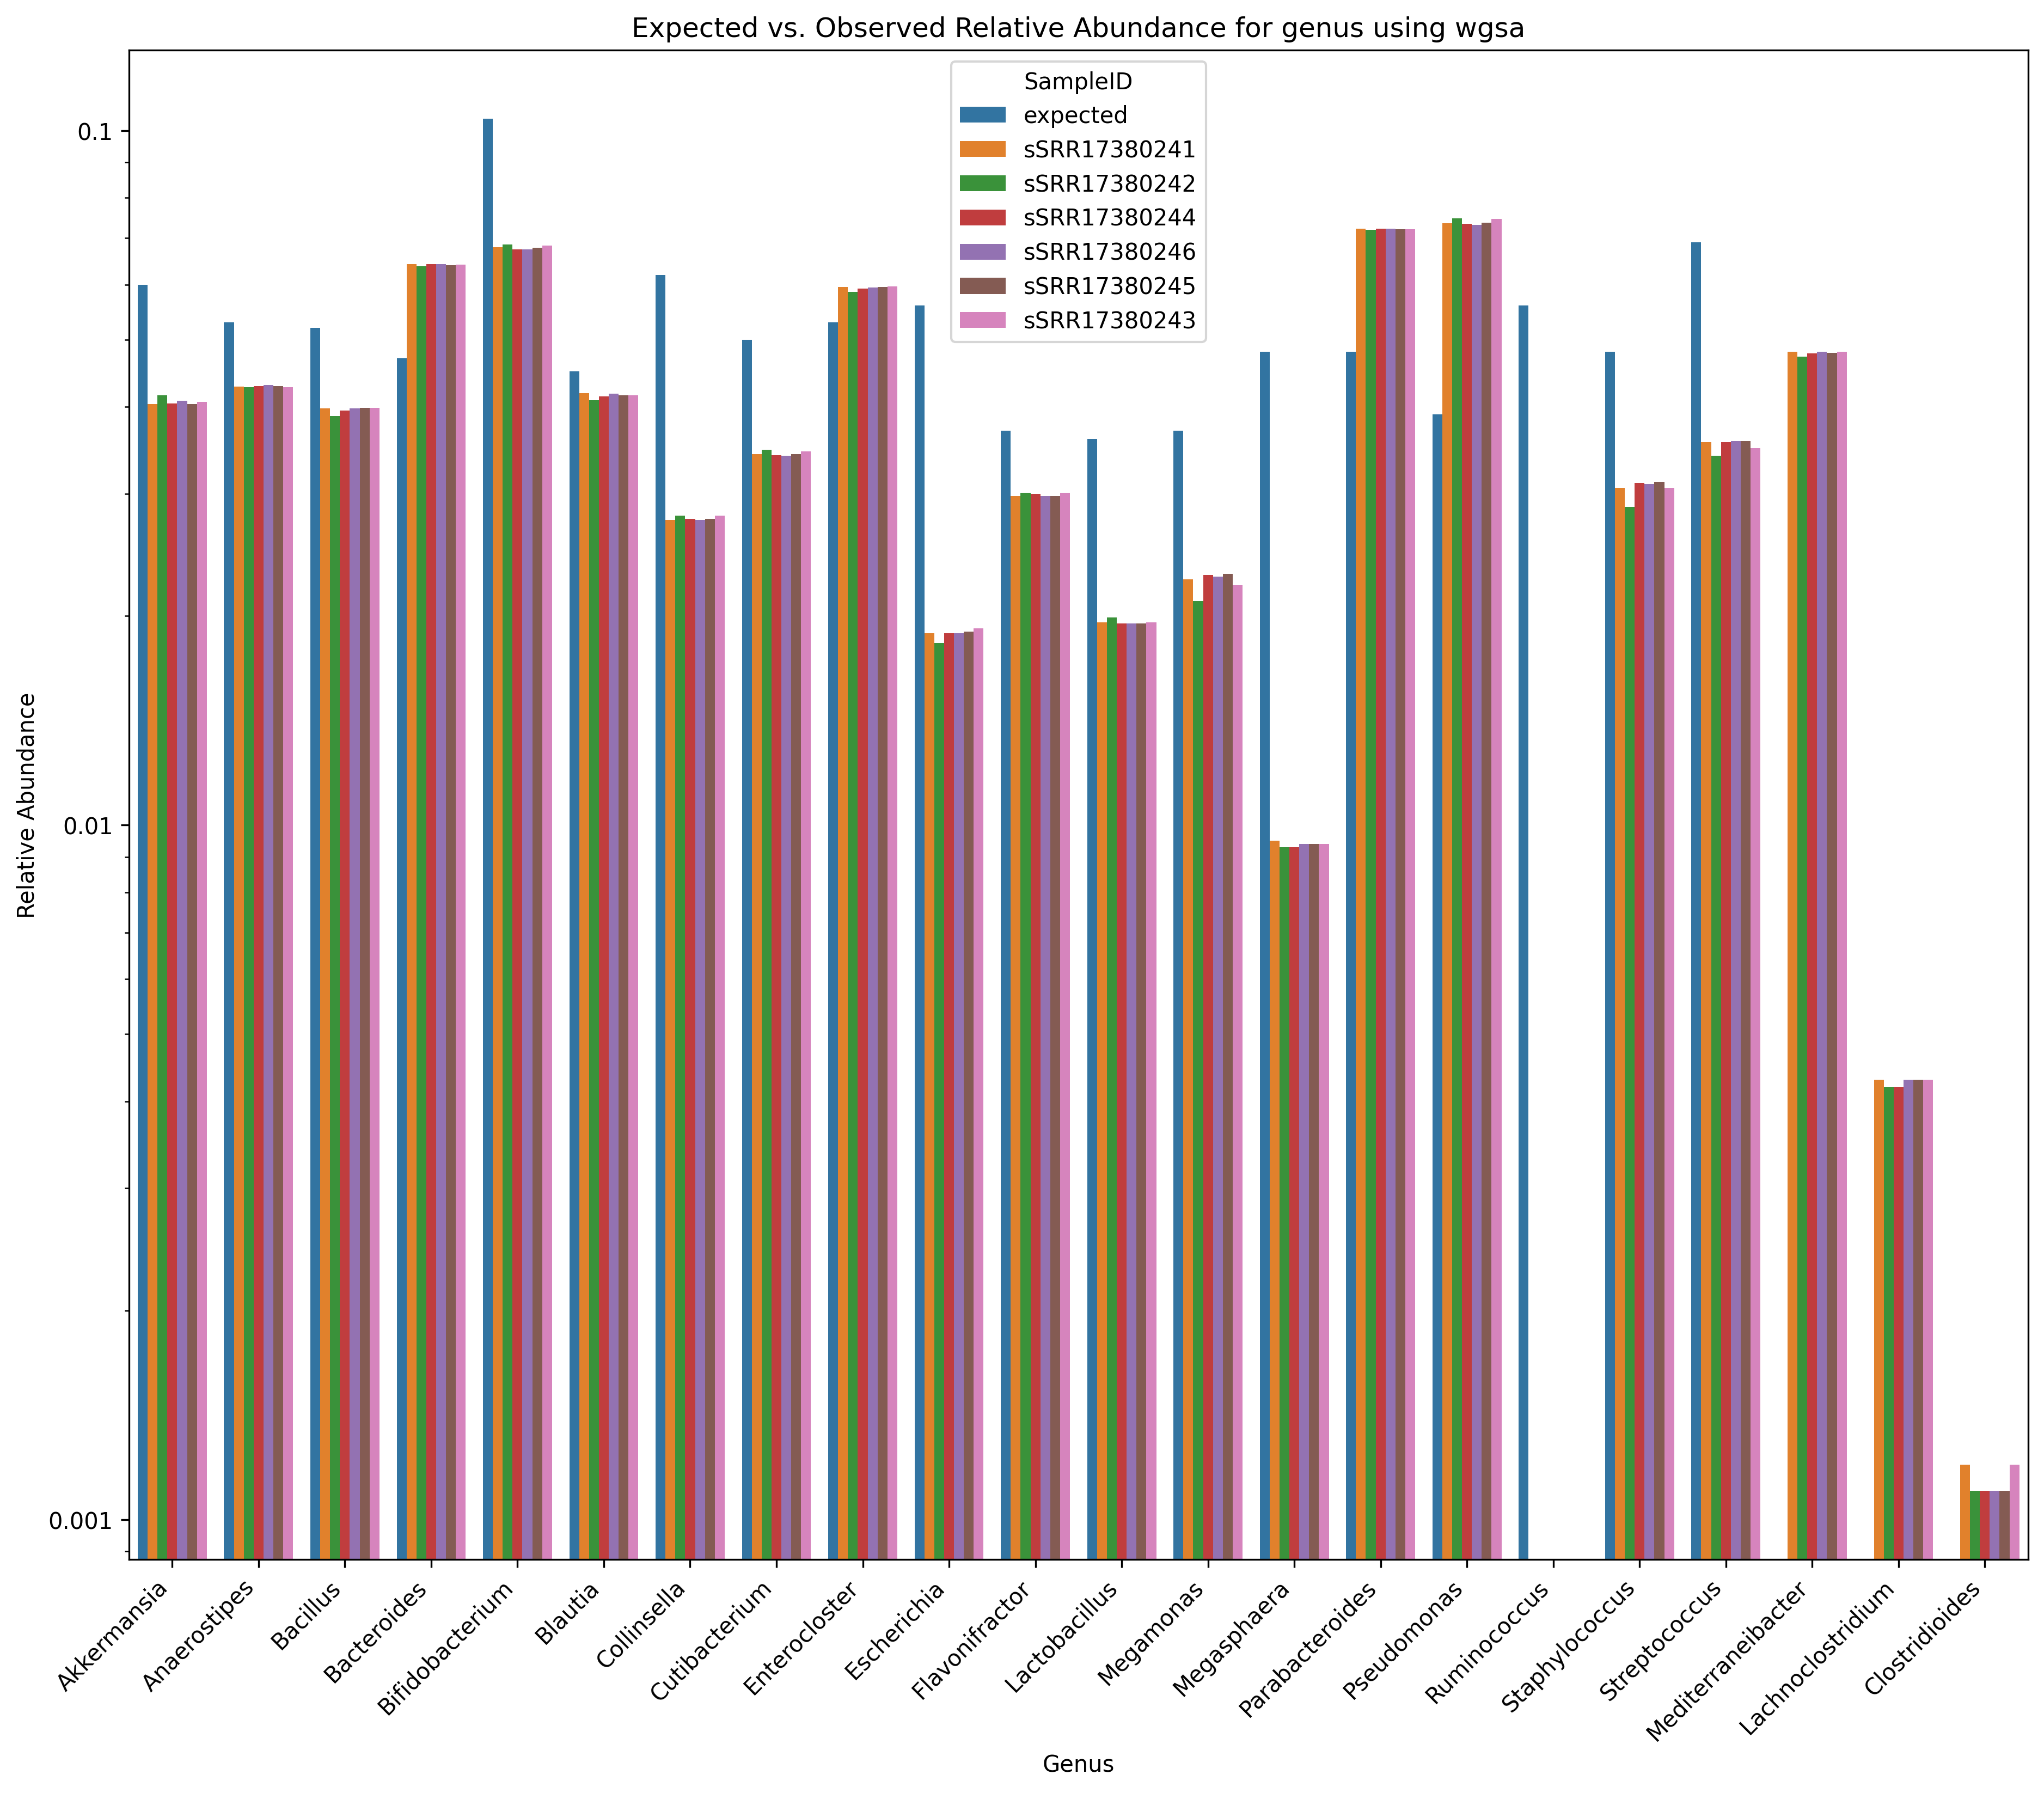 Expected vs. Observed Relative Abundance for genus using wgsa
SampleID
expected
sSRR17380241
sSRR17380242
sSRR17380244
sSRR17380246
sSRR17380245
sSRR17380243
0.1
0.01
0.001
Relative Abundance
Akkermansia
Anaerostipes
Bacillus
Bacteroides
Bifidobacterium
Blautia
Collinsella
Cutibacterium
Enterocloster
Escherichia
Flavonifractor
Lactobacillus
Megamonas
Megasphaera
Parabacteroides
Pseudomonas
Ruminococcus
Staphylococcus
Streptococcus
Mediterraneibacter
Lachnoclostridium
Clostridioides
Genus